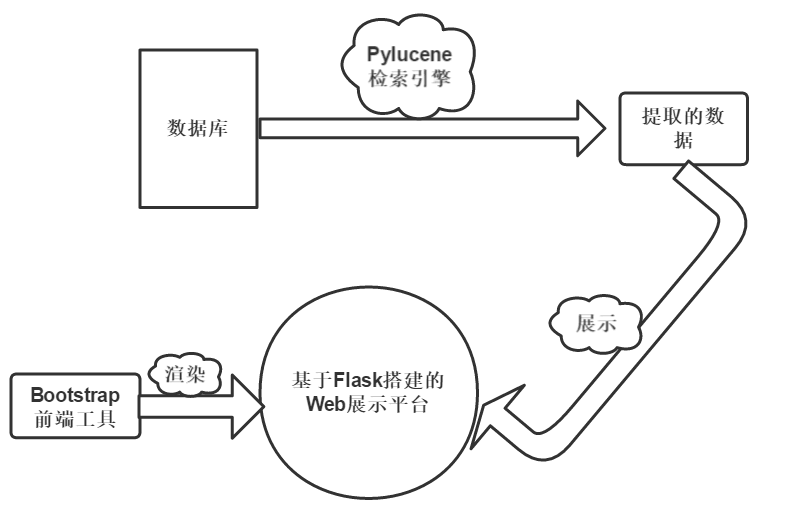 Pylucene
检索引擎
数据库
提取的数
据
展示
渲染
Bootstrap
前端工具
基于Flask搭建的
Web展示平台